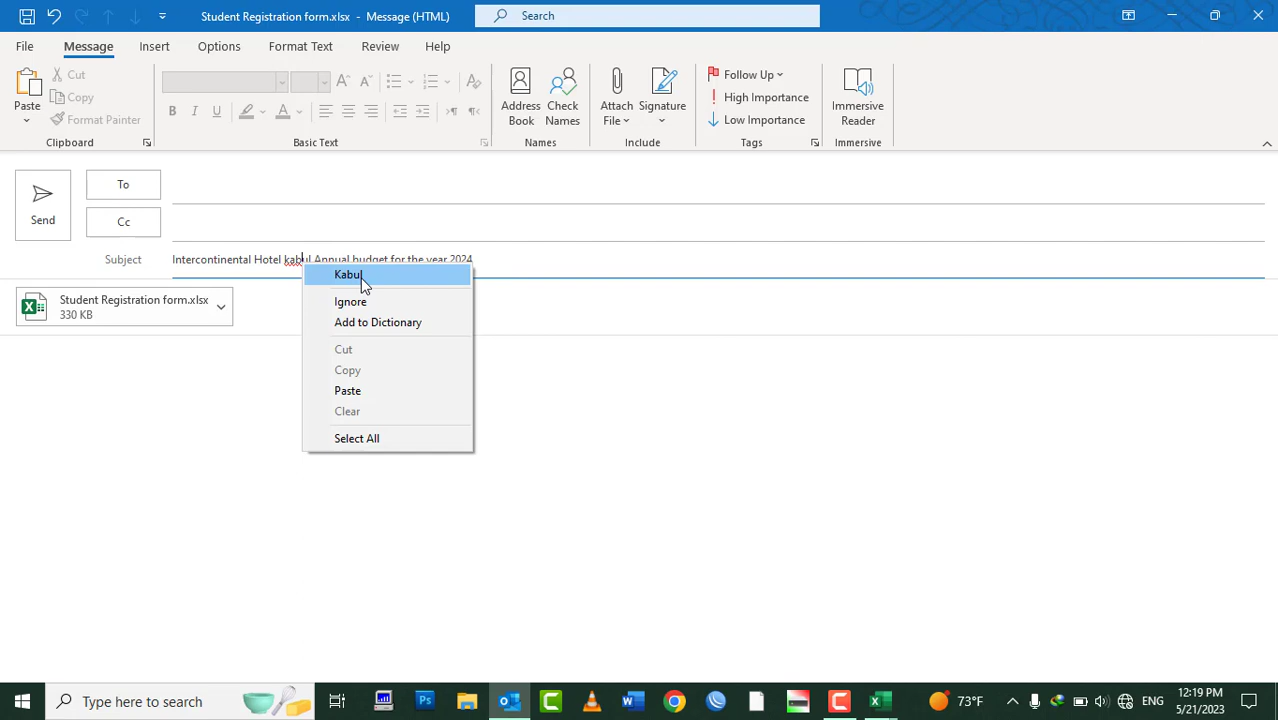 Student Registration form.xlsx - Message (HTML)
Search
File Message Insert Options Format Text Review Help
Paste
Cut
Copy
Format Painter
Clipboard
B I U A
Basic Text
Address Book
Check Names
Names
Attach File
Signature
Include
Follow Up
High Importance
Low Importance
Tags
Immersive Reader
Immersive
Send
To
Cc
Subject Intercontinental Hotel kabul Annual budget for the year 2024
Student Registration form.xlsx
330 KB
Kabul
Ignore
Add to Dictionary
Cut
Copy
Paste
Clear
Select All
Type here to search
73°F
ENG
12:19 PM
5/21/2023